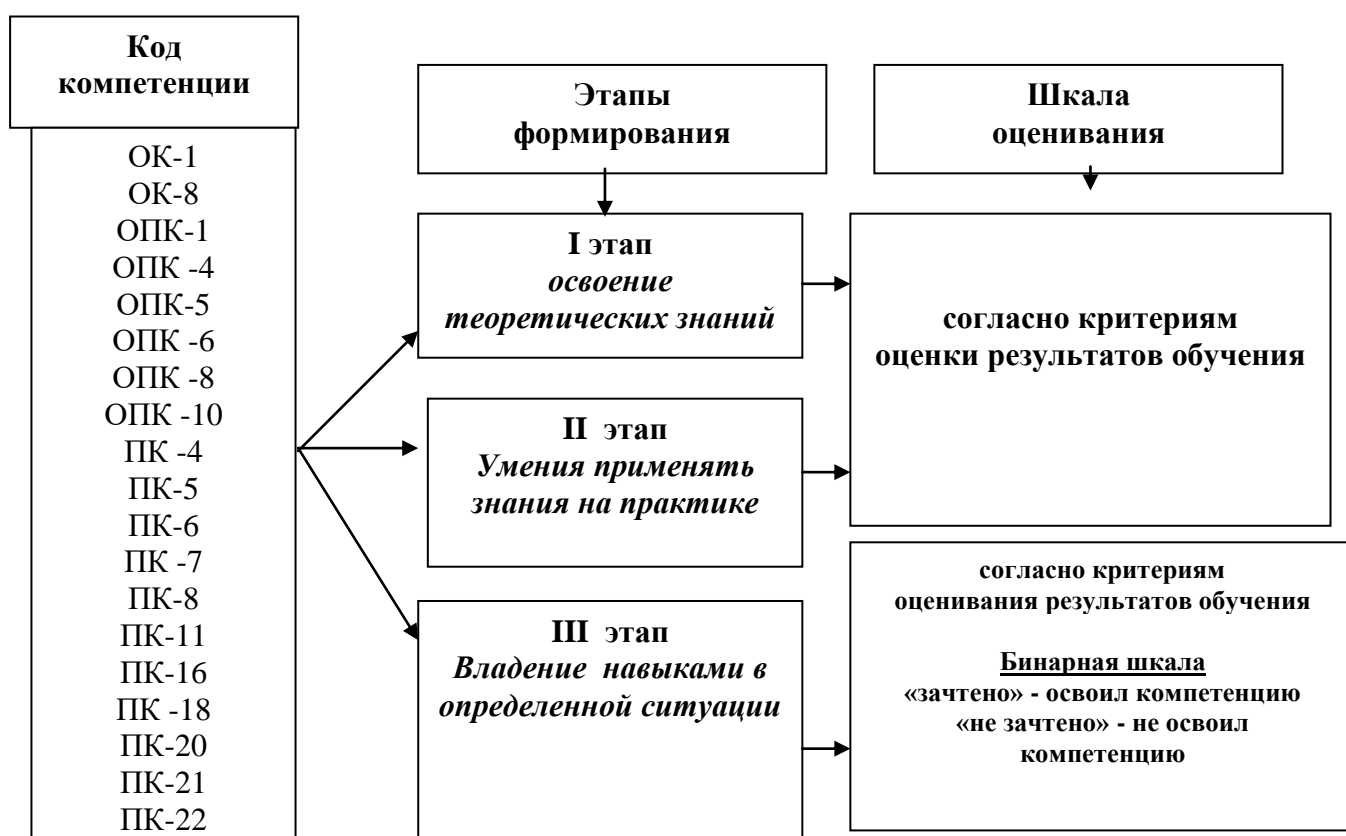 Код
компетенции
ОК-1
ОК-8
ОПК-1
ОПК -4
ОПК-5
ОПК -6
ОПК -8
ОПК -10
ПК -4
ПК-5
ПК-6
ПК -7
ПК-8
ПК-11
ПК-16
ПК -18
ПК-20
ПК-21
ПК-22
Этапы
формирования
I этап
освоение
теоретических знаний
II этап
Умения применять
знания на практике
III этап
Владение навыками в
определенной ситуации
Шкала
оценивания
согласно критериям
оценки результатов обучения
согласно критериям
оценивания результатов обучения
Бинарная шкала
«зачтено» - освоил компетенцию
«не зачтено» - не освоил
компетенцию